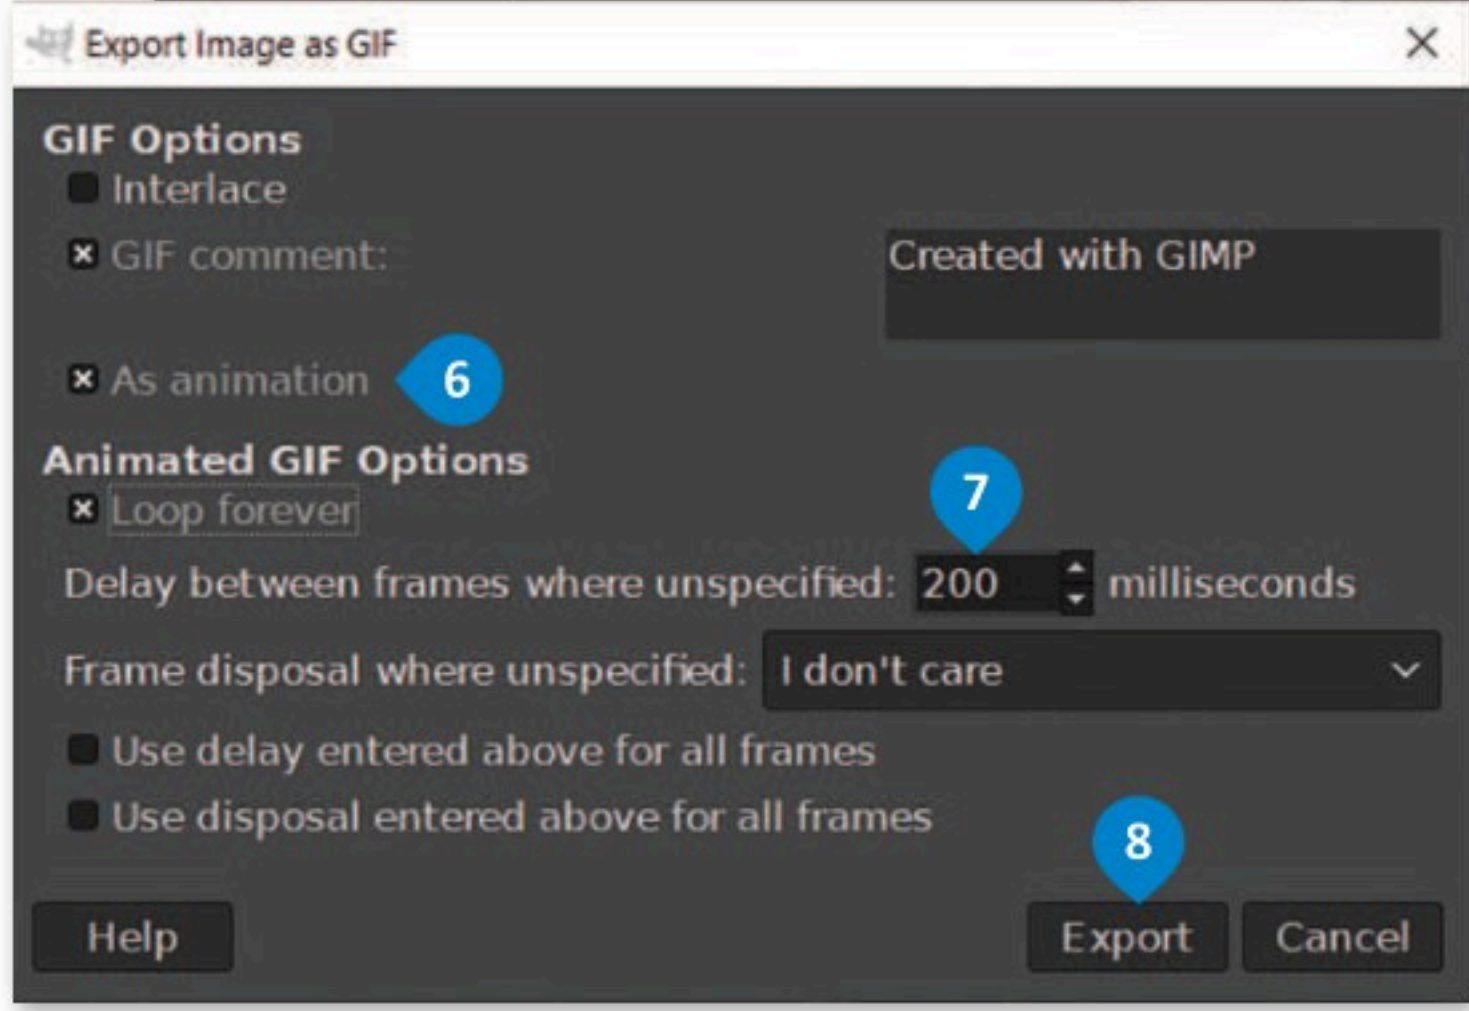 Export Image as GIF
GIF Options
Interlace
GIF comment:
Created with GIMP
As animation
6
Animated GIF Options
Loop forever
7
Delay between frames where unspecified: 200 milliseconds
Frame disposal where unspecified: I don't care
Use delay entered above for all frames
Use disposal entered above for all frames
8
Help
Export
Cancel